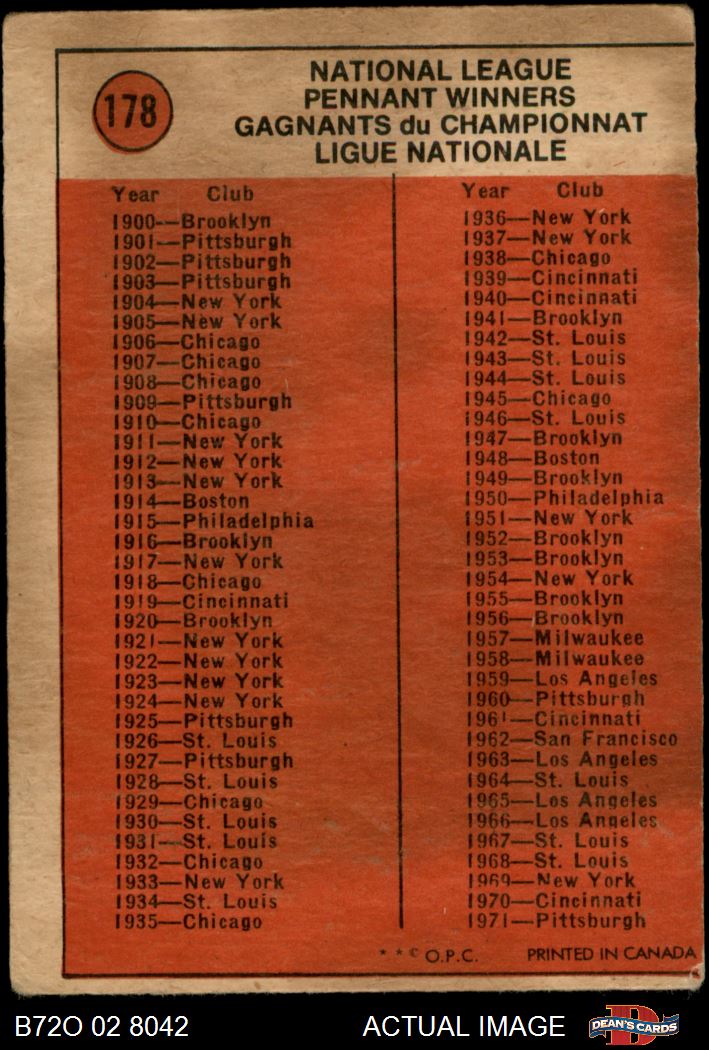 178
NATIONAL LEAGUE
PENNANT WINNERS
GAGNANTS du CHAMPIONNAT
LIGUE NATIONALE
Year Club
1900—Brooklyn
1901—Pittsburgh
1902—Pittsburgh
1903—Pittsburgh
1904—New York
1905—New York
1906—Chicago
1907—Chicago
1908—Chicago
1909—Pittsburgh
1910—Chicago
1911—New York
1912—New York
1913—New York
1914—Boston
1915—Philadelphia
1916—Brooklyn
1917—New York
1918—Chicago
1919—Cincinnati
1920—Brooklyn
1921—New York
1922—New York
1923—New York
1924—New York
1925—Pittsburgh
1926—St. Louis
1927—Pittsburgh
1928—St. Louis
1929—Chicago
1930—St. Louis
1931—St. Louis
1932—Chicago
1933—New York
1934—St. Louis
1935—Chicago
Year Club
1936—New York
1937—New York
1938—Chicago
1939—Cincinnati
1940—Cincinnati
1941—Brooklyn
1942—St. Louis
1943—St. Louis
1944—St. Louis
1945—Chicago
1946—St. Louis
1947—Brooklyn
1948—Boston
1949—Brooklyn
1950—Philadelphia
1951—New York
1952—Brooklyn
1953—Brooklyn
1954—New York
1955—Brooklyn
1956—Brooklyn
1957—Milwaukee
1958—Milwaukee
1959—Los Angeles
1960—Pittsburgh
1961—Cincinnati
1962—San Francisco
1963—Los Angeles
1964—St. Louis
1965—Los Angeles
1966—Los Angeles
1967—St. Louis
1968—St. Louis
1969—New York
1970—Cincinnati
1971—Pittsburgh
* * © O.P.C. PRINTED IN CANADA
B72O 02 8042 ACTUAL IMAGE D DEAN'S CARDS